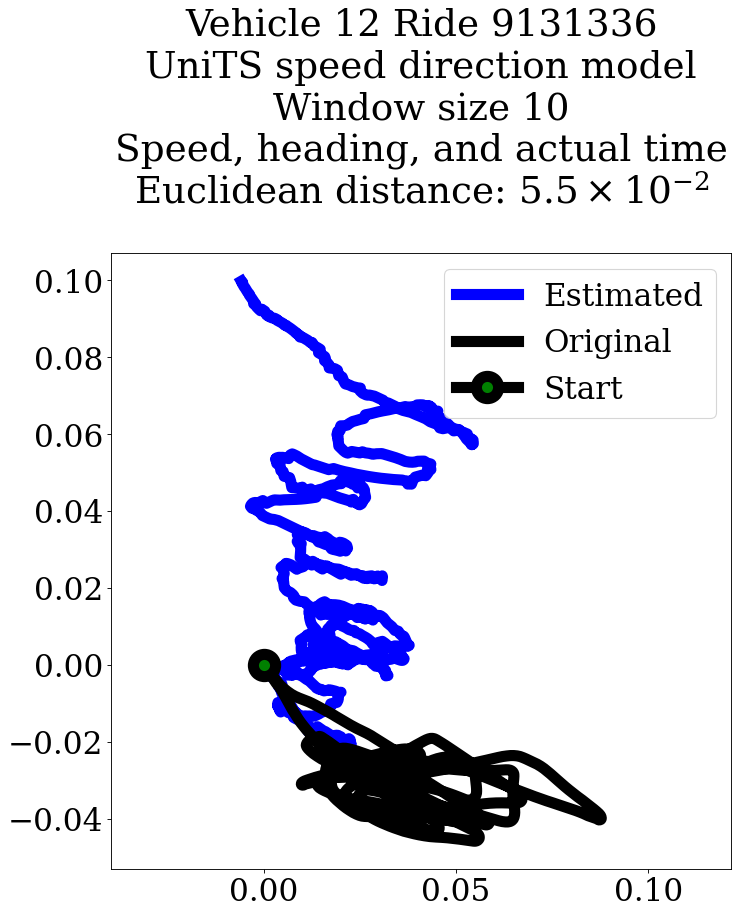 Vehicle 12 Ride 9131336
UniTS speed direction model
Window size 10
Speed, heading, and actual time
Euclidean distance: 5.5 × 10⁻²
Estimated
Original
Start
0.10
0.08
0.06
0.04
0.02
0.00
−0.02
−0.04
0.00 0.05 0.10